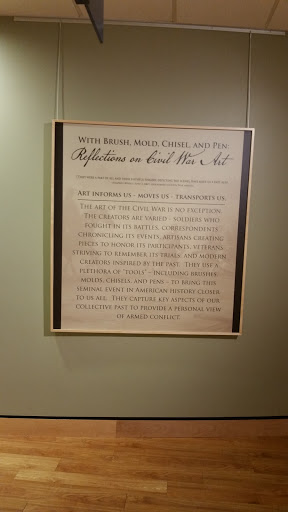 With Brush, Mold, Chisel, and Pen:
Reflections on Civil War Art
Art informs us - moves us - transports us.
The art of the Civil War is no exception.
The creators are varied - soldiers who
fought in its battles, correspondents
chronicling its events, artisans creating
pieces to honor its participants, veterans
striving to remember its trials, and modern
creators inspired by the past. They use a
plethora of "tools" - including brushes,
molds, chisels, and pens - to bring this
seminal event in American history closer
to us all. They capture key aspects of our
collective past to provide a personal view
of armed conflict.